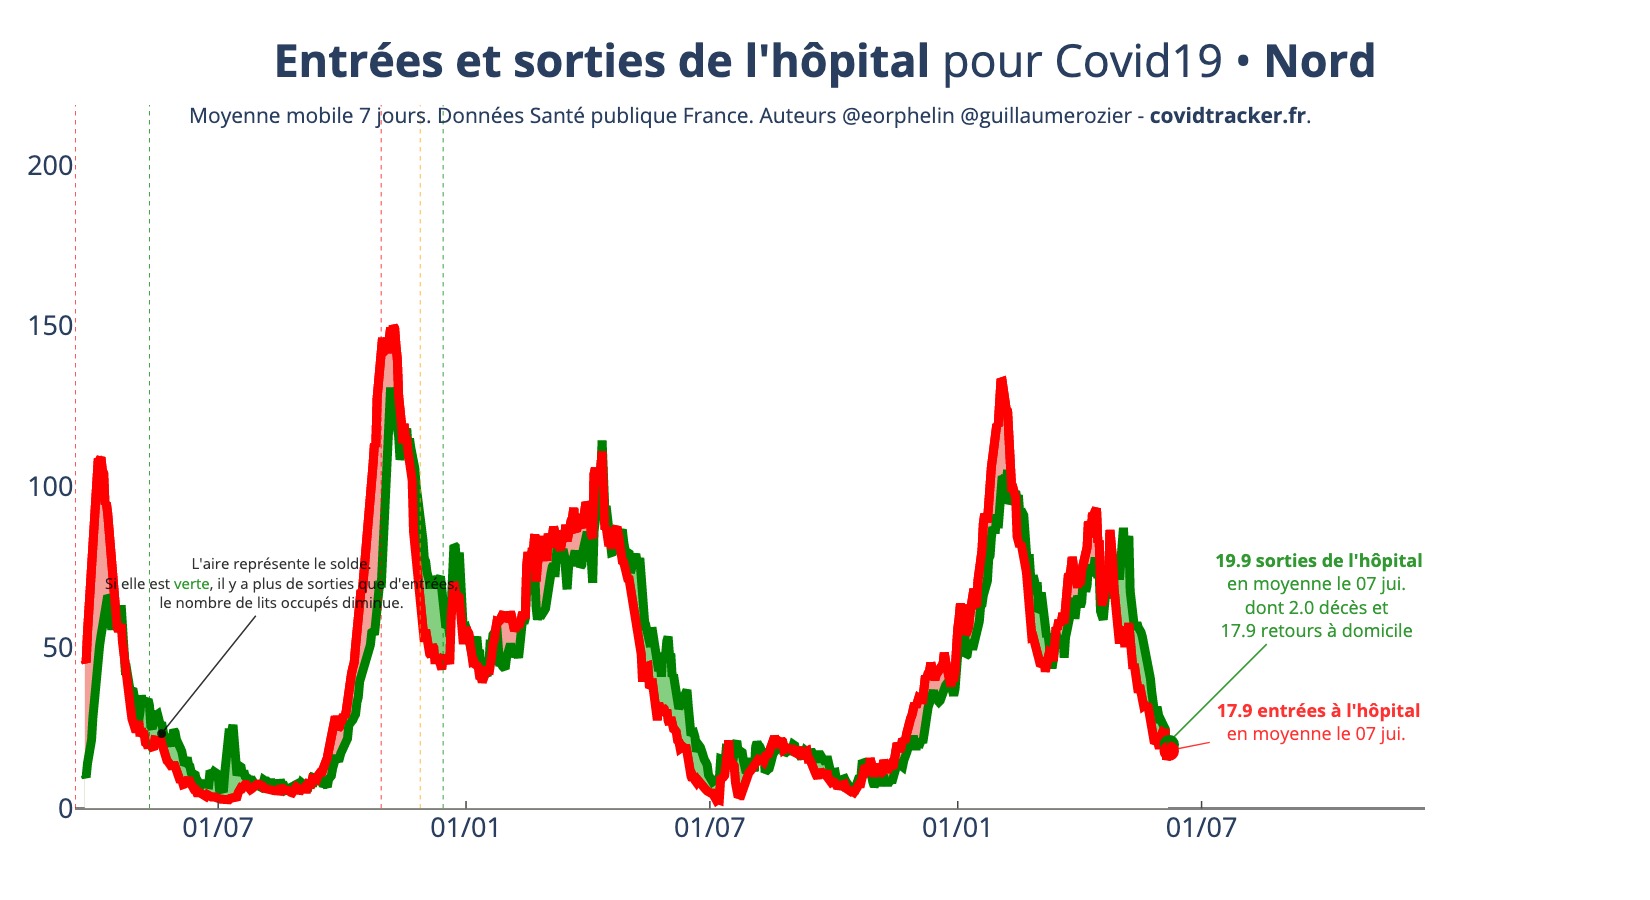 Entrées et sorties de l'hôpital pour Covid19 • Nord
Moyenne mobile 7 jours. Données Santé publique France. Auteurs @eorphelin @guillaumerozier - covidtracker.fr.
200
150
100
50
0
L'aire représente le solde.
Si elle est verte, il y a plus de sorties que d'entrées,
le nombre de lits occupés diminue.
19.9 sorties de l'hôpital
en moyenne le 07 jui.
dont 2.0 décès et
17.9 retours à domicile
17.9 entrées à l'hôpital
en moyenne le 07 jui.
01/07
01/01
01/07
01/01
01/07